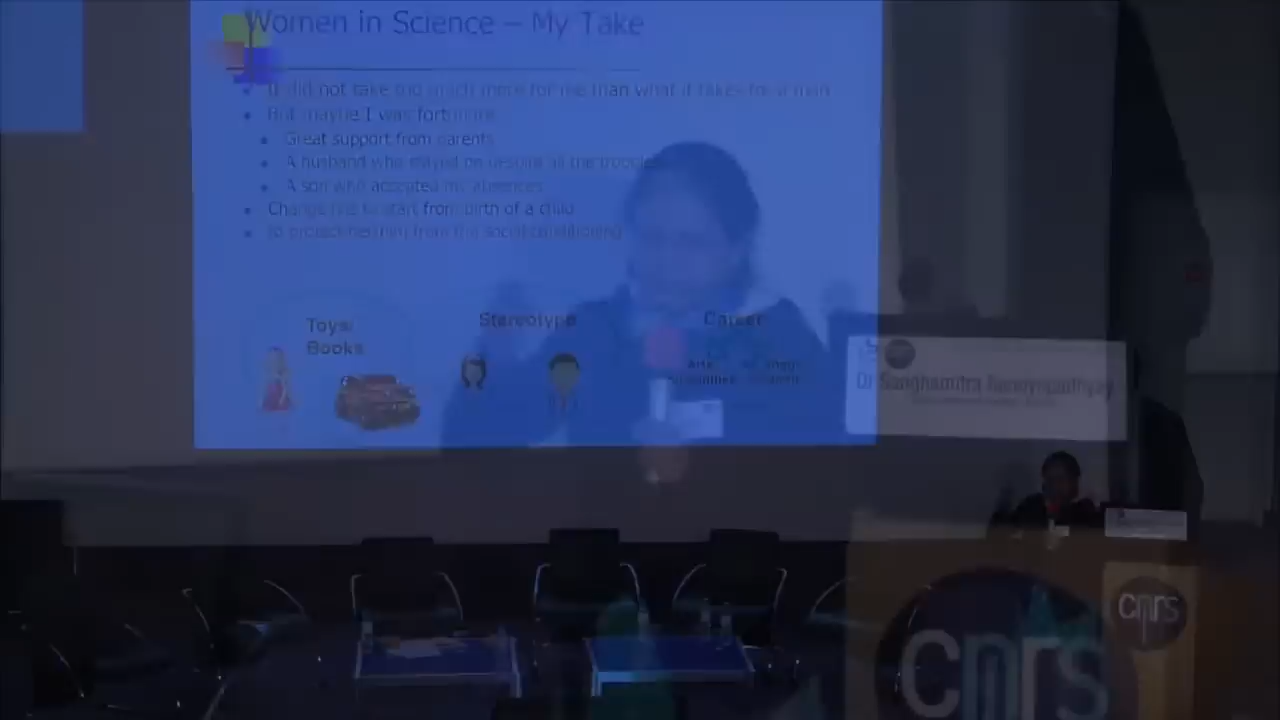 Women in Science – My Take
It did not take too much more for me than what it takes for a man
But maybe I was fortunate
Great support from parents
A husband who stayed on despite all the troubles
A son who accepted my absences
Change has to start from birth of a child
to protect her/him from the social conditioning
Toys/
Books
Stereotype
Career
Dr Sanghamitra Bandyopadhyay
cnrs
cnrs